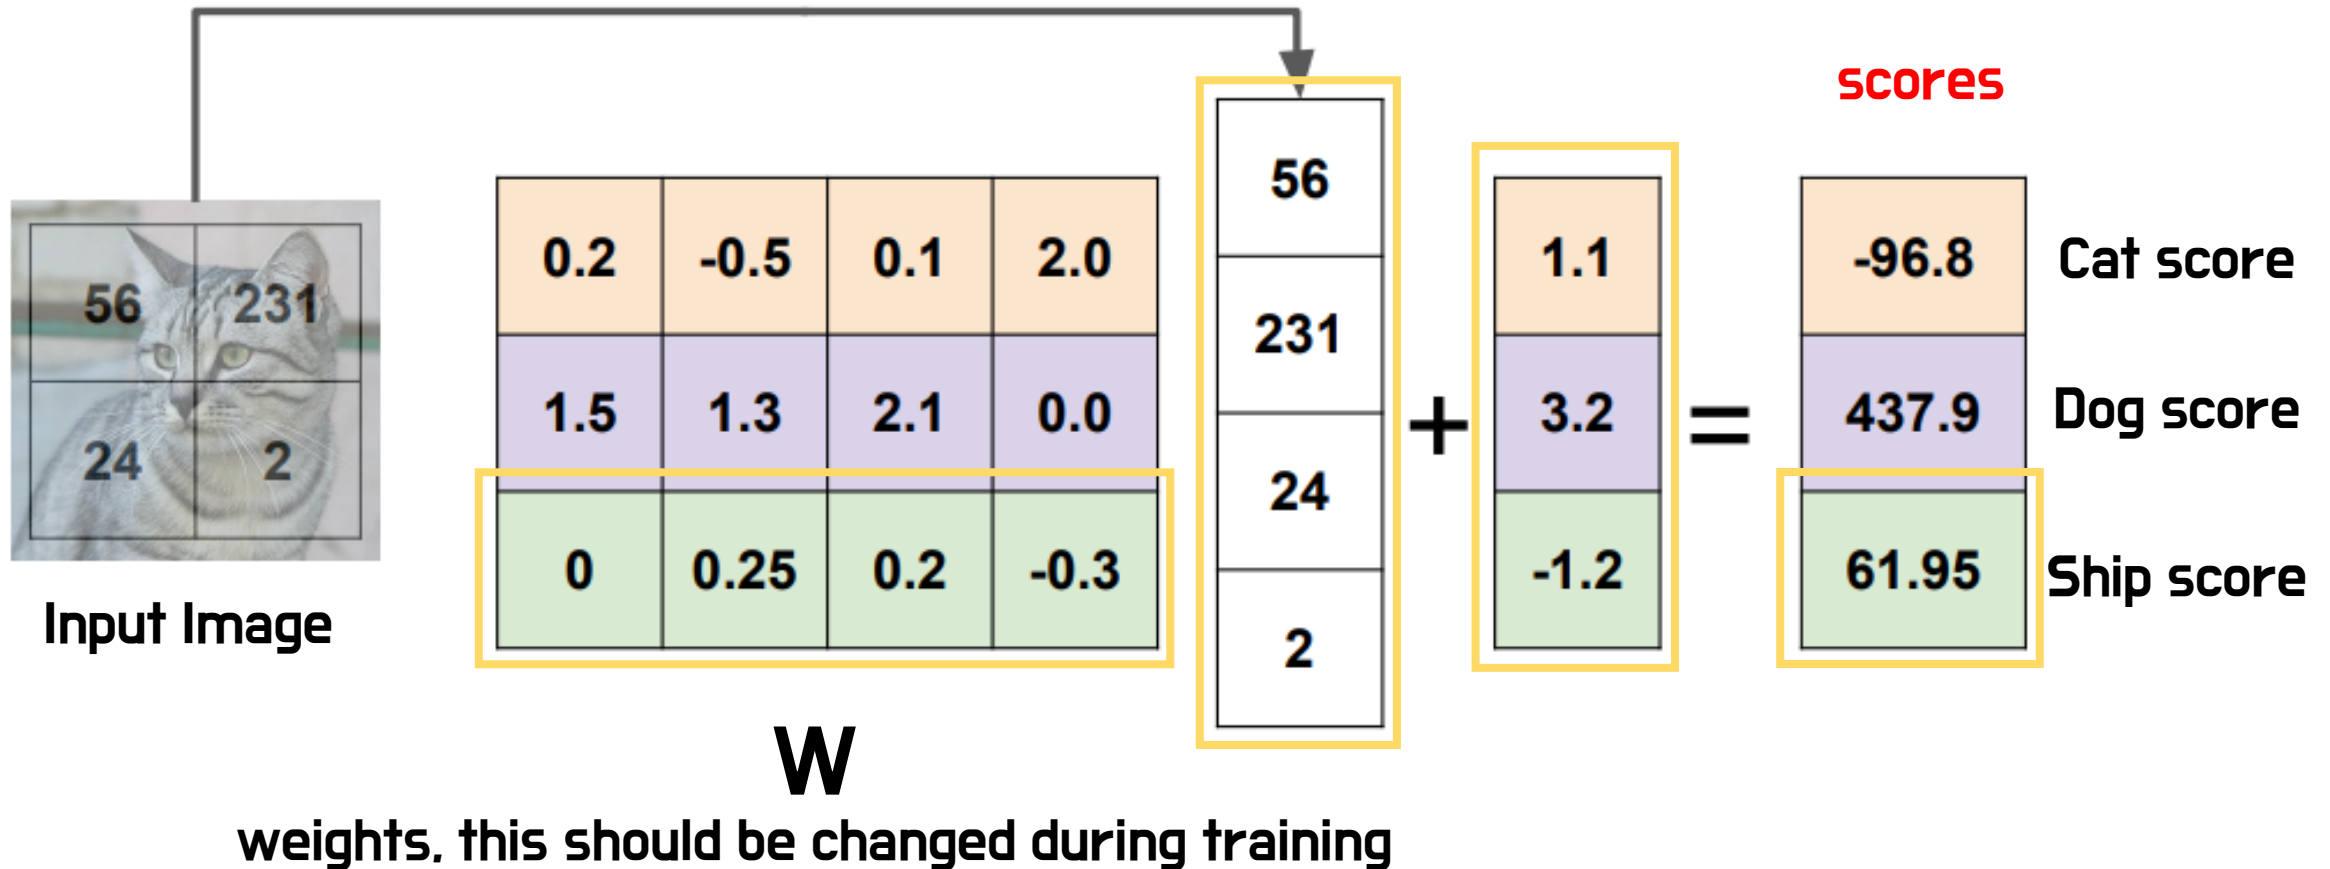 scores
56 231
24 2
Input Image
0.2 -0.5 0.1 2.0
1.5 1.3 2.1 0.0
0 0.25 0.2 -0.3
W
weights, this should be changed during training
56
231
24
2
+
1.1
3.2
-1.2
=
-96.8 Cat score
437.9 Dog score
61.95 Ship score